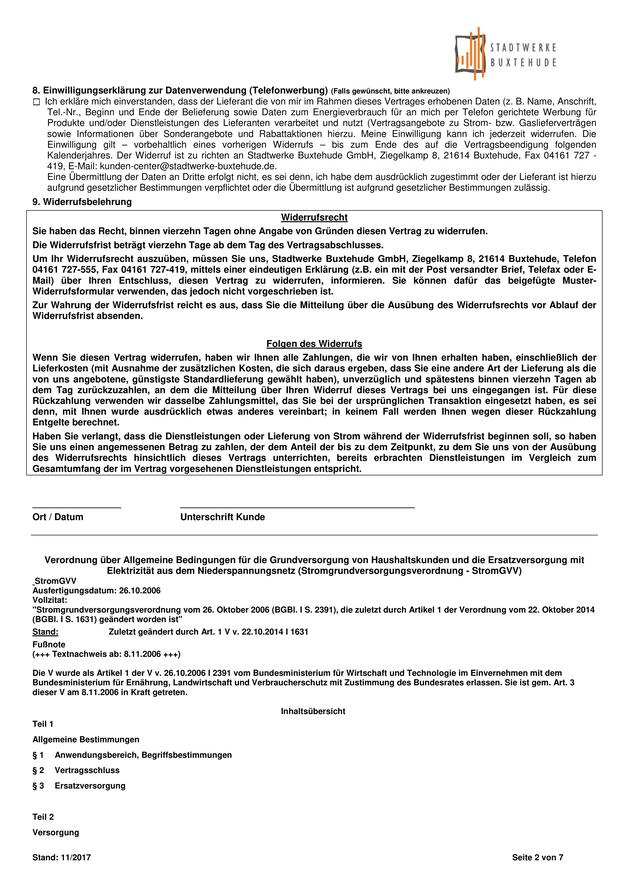 STADTWERKE
BUXTEHUDE
8. Einwilligungserklärung zur Datenverwendung (Telefonwerbung) (Falls gewünscht, bitte ankreuzen)
□ Ich erkläre mich einverstanden, dass der Lieferant die von mir im Rahmen dieses Vertrages erhobenen Daten (z. B. Name, Anschrift,
Tel.-Nr., Beginn und Ende der Belieferung sowie Daten zum Energieverbrauch für an mich per Telefon gerichtete Werbung für
Produkte und/oder Dienstleistungen des Lieferanten verarbeitet und nutzt (Vertragsangebote zu Strom- bzw. Gaslieferverträgen
sowie Informationen über Sonderangebote und Rabattaktionen hierzu. Meine Einwilligung kann ich jederzeit widerrufen. Die
Einwilligung gilt – vorbehaltlich eines vorherigen Widerrufs – bis zum Ende des auf die Vertragsbeendigung folgenden
Kalenderjahres. Der Widerruf ist zu richten an Stadtwerke Buxtehude GmbH, Ziegelkamp 8, 21614 Buxtehude, Fax 04161 727 -
419, E-Mail: kunden-center@stadtwerke-buxtehude.de.
Eine Übermittlung der Daten an Dritte erfolgt nicht, es sei denn, ich habe dem ausdrücklich zugestimmt oder der Lieferant ist hierzu
aufgrund gesetzlicher Bestimmungen verpflichtet oder die Übermittlung ist aufgrund gesetzlicher Bestimmungen zulässig.
9. Widerrufsbelehrung
Widerrufsrecht
Sie haben das Recht, binnen vierzehn Tagen ohne Angabe von Gründen diesen Vertrag zu widerrufen.
Die Widerrufsfrist beträgt vierzehn Tage ab dem Tag des Vertragsabschlusses.
Um Ihr Widerrufsrecht auszuüben, müssen Sie uns, Stadtwerke Buxtehude GmbH, Ziegelkamp 8, 21614 Buxtehude, Telefon
04161 727-555, Fax 04161 727-419, mittels einer eindeutigen Erklärung (z.B. ein mit der Post versandter Brief, Telefax oder E-
Mail) über Ihren Entschluss, diesen Vertrag zu widerrufen, informieren. Sie können dafür das beigefügte Muster-
Widerrufsformular verwenden, das jedoch nicht vorgeschrieben ist.
Zur Wahrung der Widerrufsfrist reicht es aus, dass Sie die Mitteilung über die Ausübung des Widerrufsrechts vor Ablauf der
Widerrufsfrist absenden.
Folgen des Widerrufs
Wenn Sie diesen Vertrag widerrufen, haben wir Ihnen alle Zahlungen, die wir von Ihnen erhalten haben, einschließlich der
Lieferkosten (mit Ausnahme der zusätzlichen Kosten, die sich daraus ergeben, dass Sie eine andere Art der Lieferung als die
von uns angebotene, günstigste Standardlieferung gewählt haben), unverzüglich und spätestens binnen vierzehn Tagen ab
dem Tag zurückzuzahlen, an dem die Mitteilung über Ihren Widerruf dieses Vertrags bei uns eingegangen ist. Für diese
Rückzahlung verwenden wir dasselbe Zahlungsmittel, das Sie bei der ursprünglichen Transaktion eingesetzt haben, es sei
denn, mit Ihnen wurde ausdrücklich etwas anderes vereinbart; in keinem Fall werden Ihnen wegen dieser Rückzahlung
Entgelte berechnet.
Haben Sie verlangt, dass die Dienstleistungen oder Lieferung von Strom während der Widerrufsfrist beginnen soll, so haben
Sie uns einen angemessenen Betrag zu zahlen, der dem Anteil der bis zu dem Zeitpunkt, zu dem Sie uns von der Ausübung
des Widerrufsrechts hinsichtlich dieses Vertrags unterrichten, bereits erbrachten Dienstleistungen im Vergleich zum
Gesamtumfang der im Vertrag vorgesehenen Dienstleistungen entspricht.
Ort / Datum Unterschrift Kunde
Verordnung über Allgemeine Bedingungen für die Grundversorgung von Haushaltskunden und die Ersatzversorgung mit
Elektrizität aus dem Niederspannungsnetz (Stromgrundversorgungsverordnung - StromGVV)
StromGVV
Ausfertigungsdatum: 26.10.2006
Vollzitat:
"Stromgrundversorgungsverordnung vom 26. Oktober 2006 (BGBl. I S. 2391), die zuletzt durch Artikel 1 der Verordnung vom 22. Oktober 2014
(BGBl. I S. 1631) geändert worden ist"
Stand: Zuletzt geändert durch Art. 1 V v. 22.10.2014 I 1631
Fußnote
(+++ Textnachweis ab: 8.11.2006 +++)
Die V wurde als Artikel 1 der V v. 26.10.2006 I 2391 vom Bundesministerium für Wirtschaft und Technologie im Einvernehmen mit dem
Bundesministerium für Ernährung, Landwirtschaft und Verbraucherschutz mit Zustimmung des Bundesrates erlassen. Sie ist gem. Art. 3
dieser V am 8.11.2006 in Kraft getreten.
Inhaltsübersicht
Teil 1
Allgemeine Bestimmungen
§ 1 Anwendungsbereich, Begriffsbestimmungen
§ 2 Vertragsschluss
§ 3 Ersatzversorgung
Teil 2
Versorgung
Stand: 11/2017 Seite 2 von 7